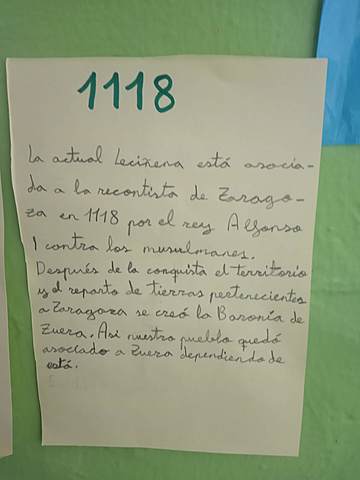 1118
La actual Leciñena está asocia-
da a la recontista de Zarago-
za en 1118 por el rey Alfonso
I contra los musulmanes.
Después de la conquista el territorio
y el reparto de tierras pertenecientes
a Zaragoza se creó la Baronía de
Zuera. Asi nuestro pueblo quedó
asociado a Zuera dependiendo de
está.